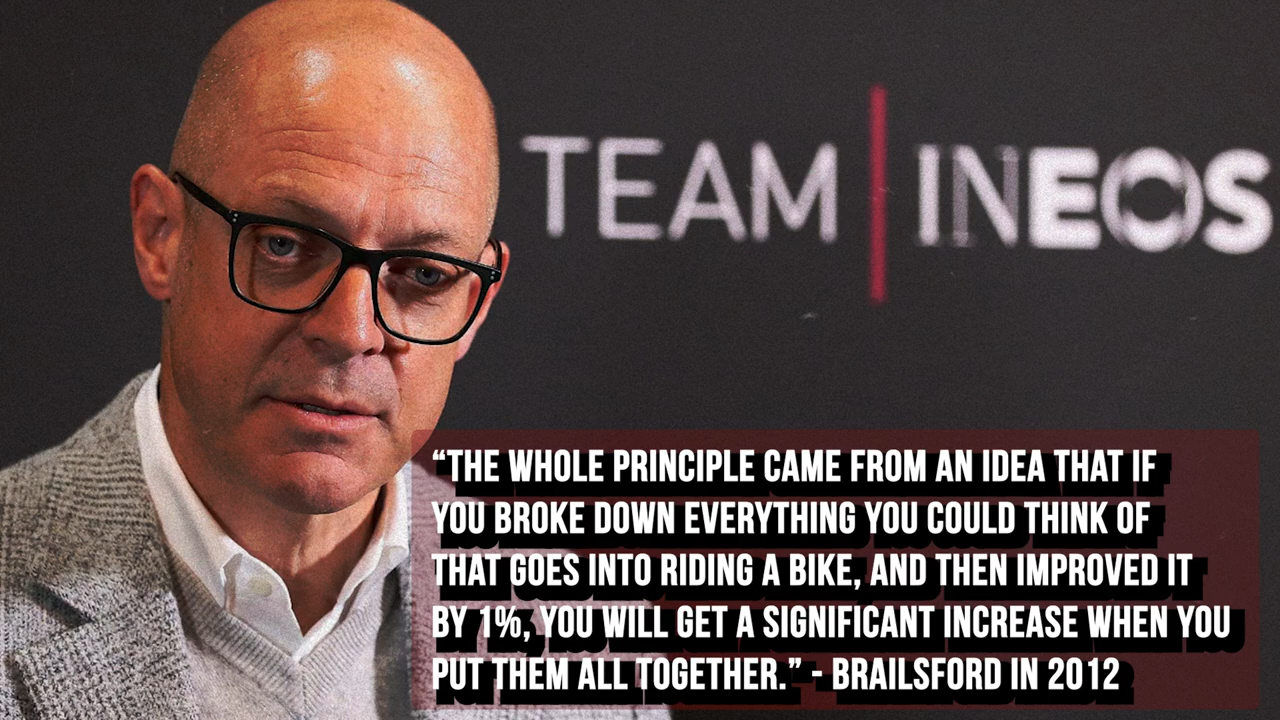 TEAM | INEOS
“THE WHOLE PRINCIPLE CAME FROM AN IDEA THAT IF
YOU BROKE DOWN EVERYTHING YOU COULD THINK OF
THAT GOES INTO RIDING A BIKE, AND THEN IMPROVED IT
BY 1%, YOU WILL GET A SIGNIFICANT INCREASE WHEN YOU
PUT THEM ALL TOGETHER.” - BRAILSFORD IN 2012